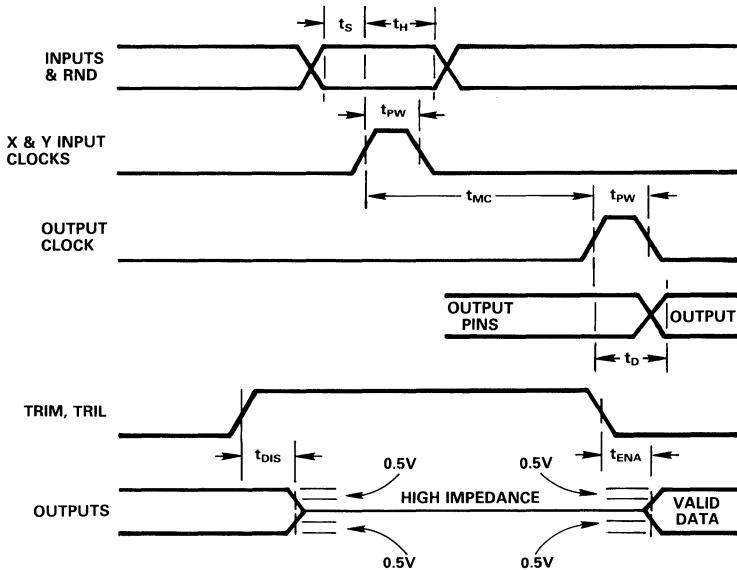 tS tH
INPUTS
& RND
tPW
X & Y INPUT
CLOCKS
tMC tPW
OUTPUT
CLOCK
OUTPUT
PINS
OUTPUT
tD
TRIM, TRIL
tDIS
tENA
0.5V 0.5V
HIGH IMPEDANCE
OUTPUTS
VALID
DATA
0.5V 0.5V